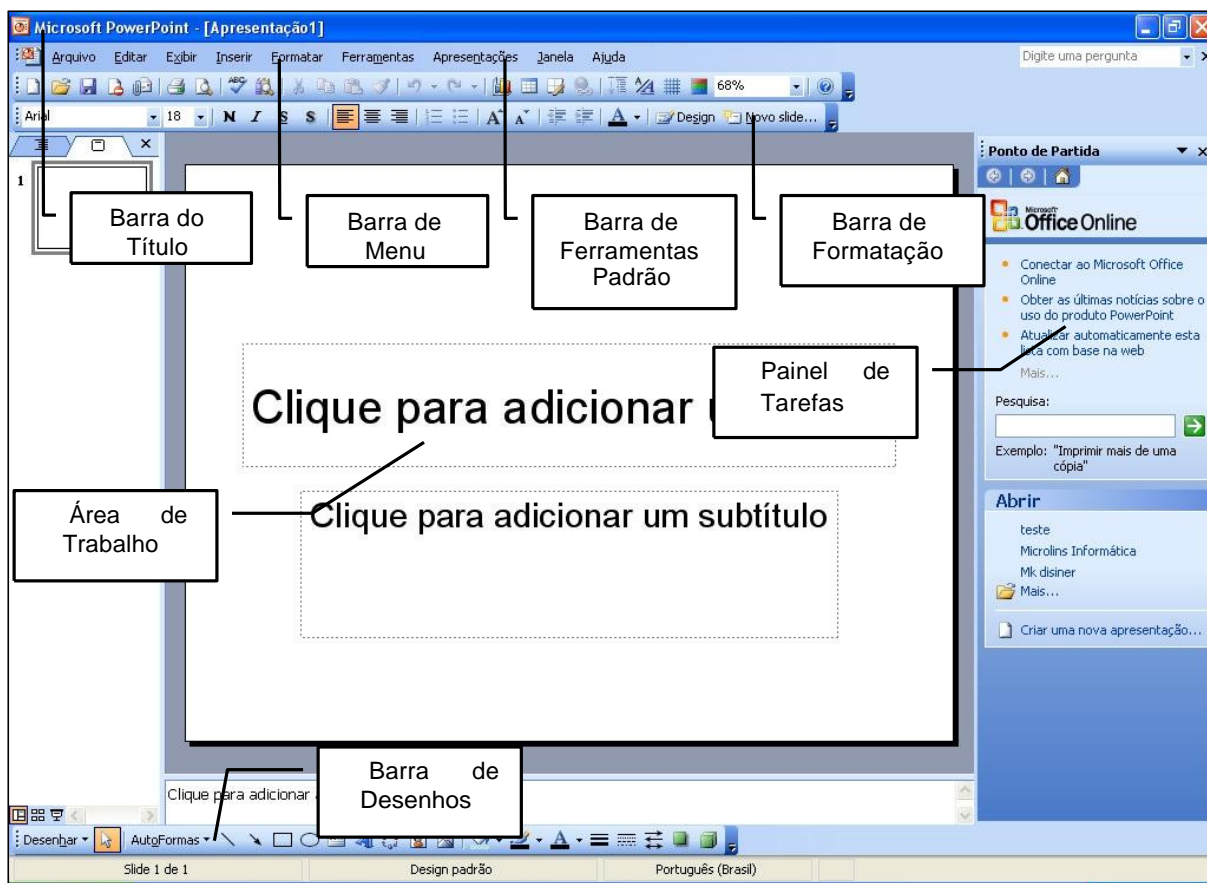 Microsoft PowerPoint - [Apresentação1]
Arquivo Editar Exibir Inserir Formatar Ferramentas Apresentações Janela Ajuda
Digite uma pergunta
68%
Arial 18 N I S S Design Novo slide...
1
Ponto de Partida
Barra do
Título
Barra de
Menu
Barra de
Ferramentas
Padrão
Barra de
Formatação
Microsoft
Office Online
Conectar ao Microsoft Office
Online
Obter as últimas notícias sobre o
uso do produto PowerPoint
Atualizar automaticamente esta
lista com base na web
Mais...
Painel de
Tarefas
Pesquisa:
Exemplo: "Imprimir mais de uma
cópia"
Clique para adicionar
Área de
Trabalho
Clique para adicionar um subtítulo
Abrir
teste
Microlins Informática
Mk disiner
Mais...
Criar uma nova apresentação...
Barra de
Desenhos
Clique para adicionar
Desenhar AutoFormas
Slide 1 de 1 Design padrão Português (Brasil)